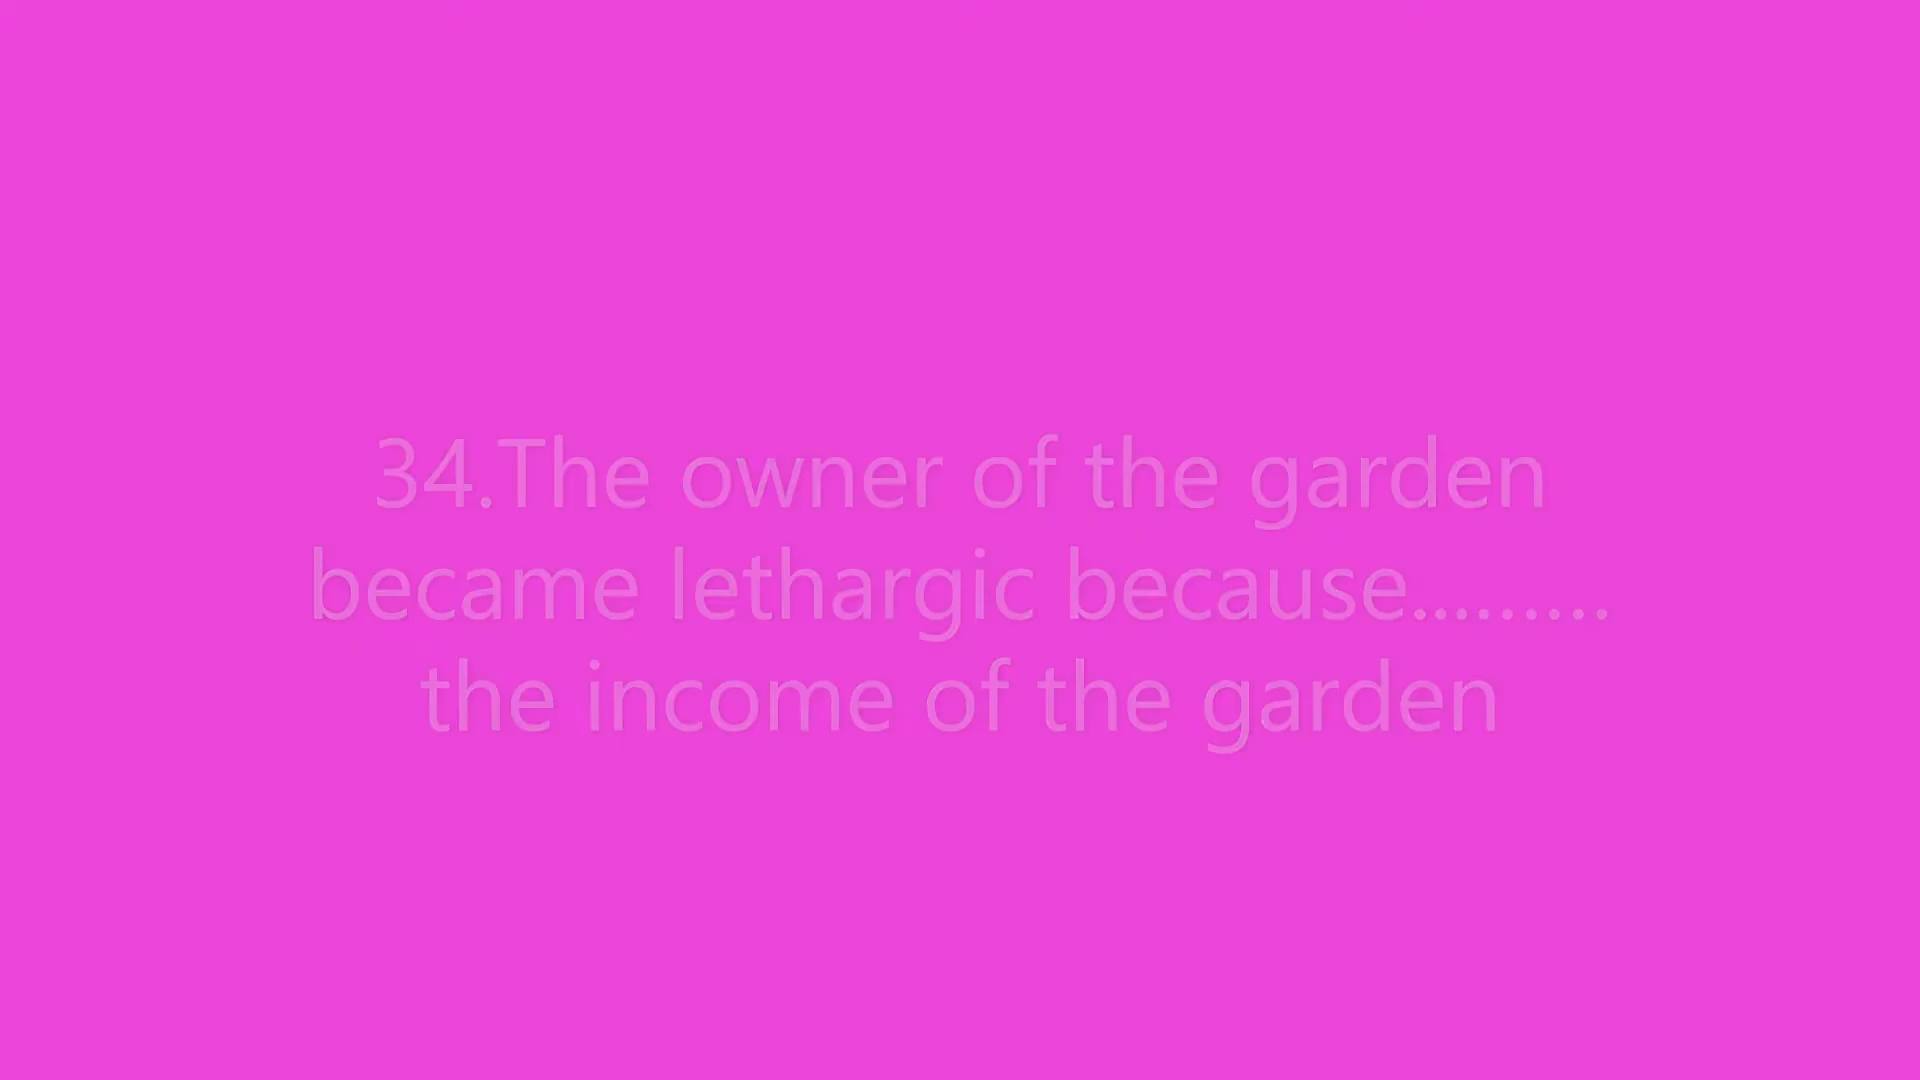 34.The owner of the garden
became lethargic because.........
the income of the garden